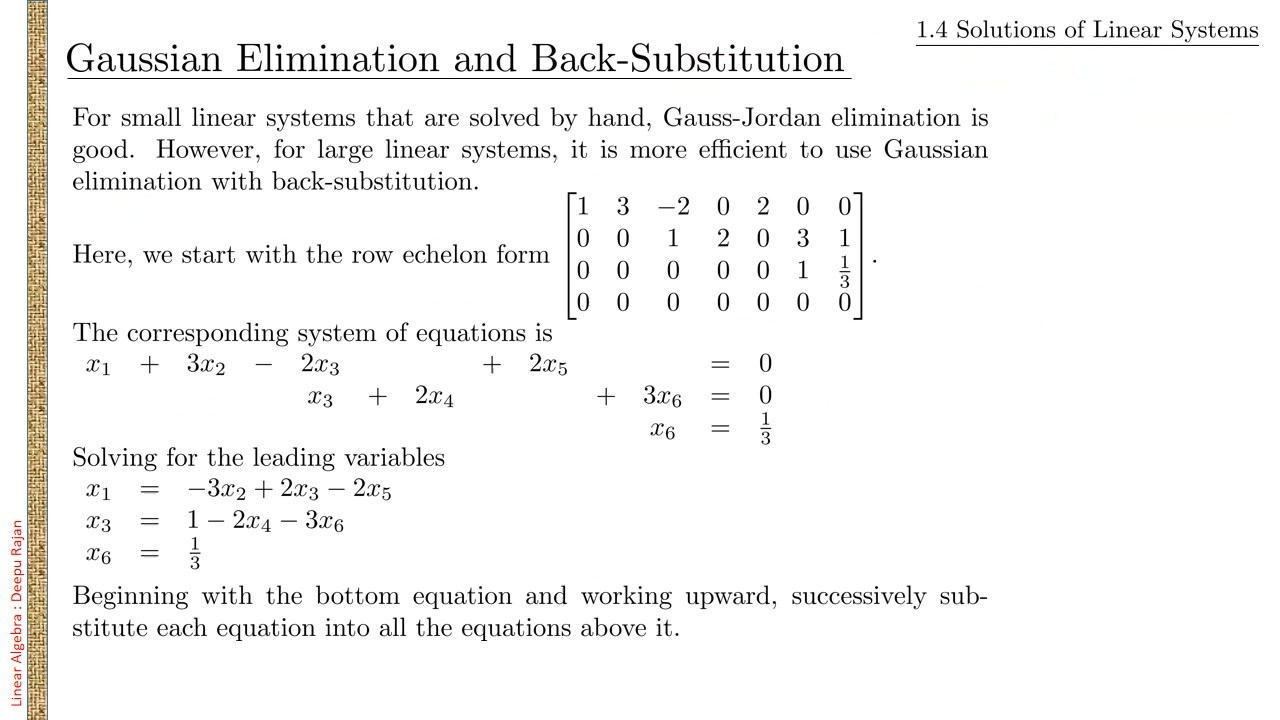 1.4 Solutions of Linear Systems
Gaussian Elimination and Back-Substitution
For small linear systems that are solved by hand, Gauss-Jordan elimination is
good. However, for large linear systems, it is more efficient to use Gaussian
elimination with back-substitution.
Here, we start with the row echelon form
[1 3 −2 0 2 0 0
0 0 1 2 0 3 1
0 0 0 0 0 1 1/3
0 0 0 0 0 0 0].
The corresponding system of equations is
x₁ + 3x₂ − 2x₃ + 2x₅ = 0
x₃ + 2x₄ + 3x₆ = 0
x₆ = 1/3
Solving for the leading variables
x₁ = −3x₂ + 2x₃ − 2x₅
x₃ = 1 − 2x₄ − 3x₆
x₆ = 1/3
Beginning with the bottom equation and working upward, successively sub-
stitute each equation into all the equations above it.
Linear Algebra : Deepu Rajan